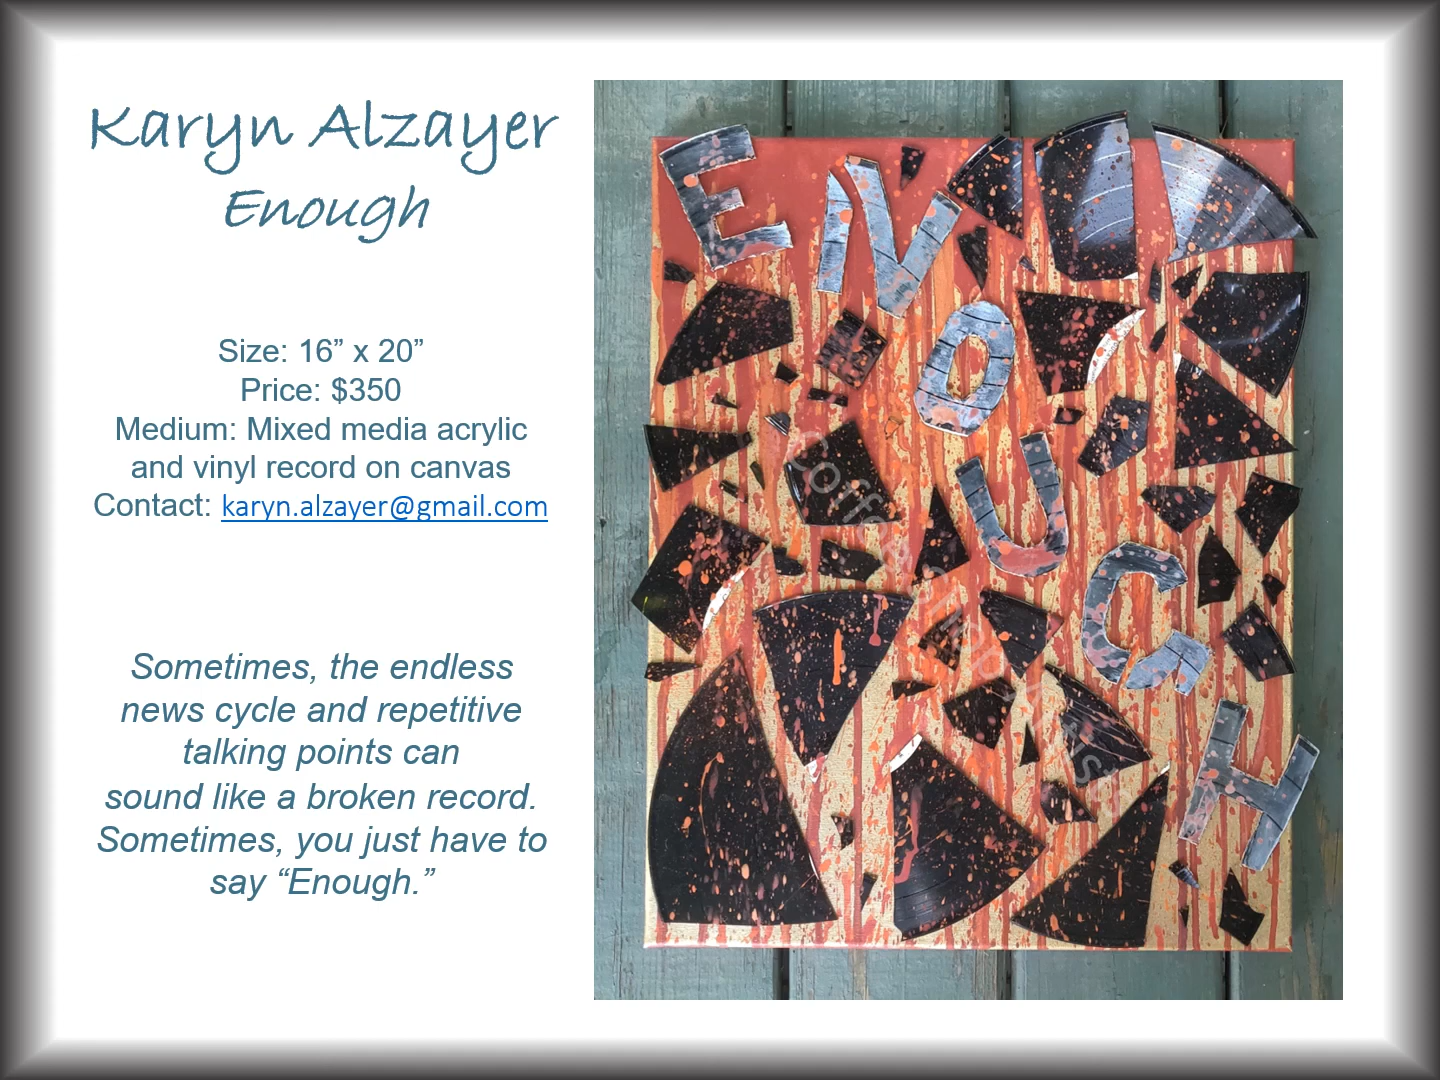 Karyn Alzayer
Enough
Size: 16” x 20”
Price: $350
Medium: Mixed media acrylic
and vinyl record on canvas
Contact: karyn.alzayer@gmail.com
Sometimes, the endless
news cycle and repetitive
talking points can
sound like a broken record.
Sometimes, you just have to
say “Enough.”
ENOUGH